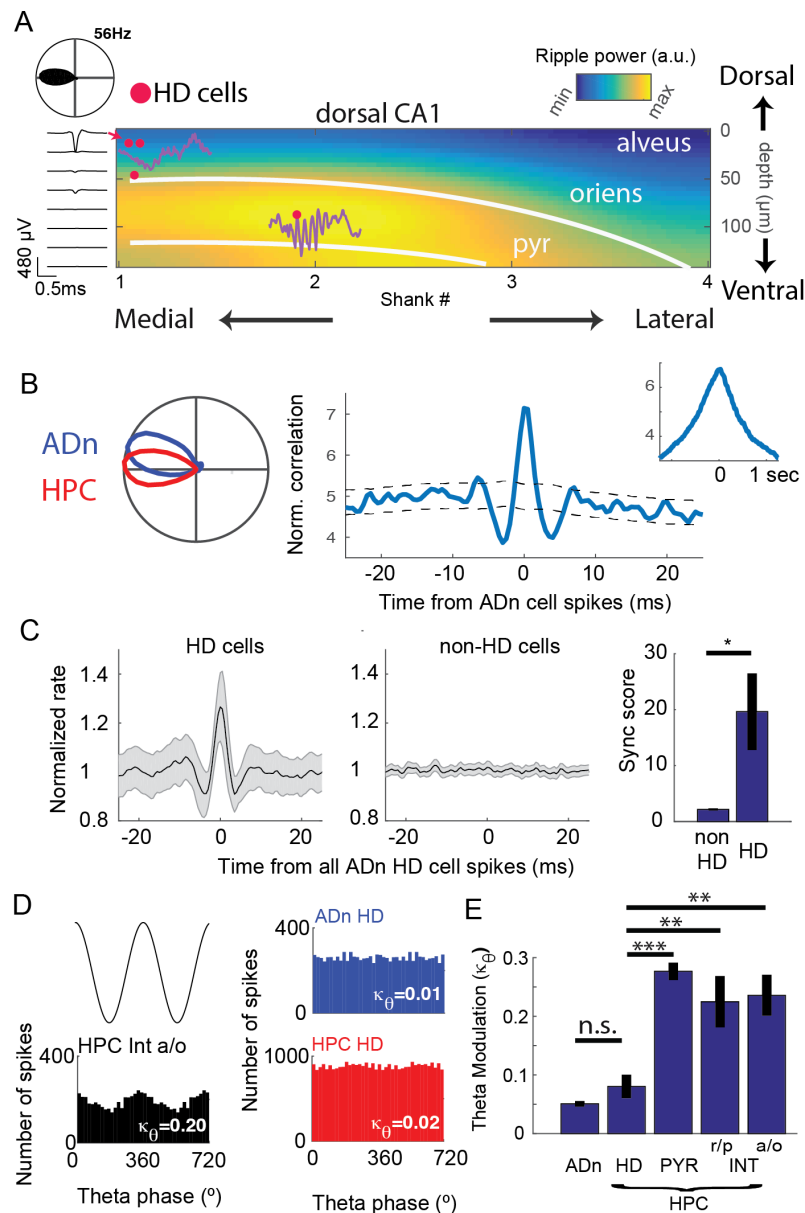 A
56Hz
HD cells
Ripple power (a.u.)
min
max
Dorsal
dorsal CA1
alveus
oriens
pyr
0
50
100
depth (µm)
480 µV
0.5ms
1
2
3
4
Shank #
Ventral
Medial
Lateral
B
ADn
HPC
Norm. correlation
7
6
5
4
-20
-10
0
10
20
Time from ADn cell spikes (ms)
6
4
0
1 sec
C
HD cells
non-HD cells
Normalized rate
1.4
1.2
1
0.8
-20
0
20
1.4
1.2
1
0.8
-20
0
20
Time from all ADn HD cell spikes (ms)
Sync score
30
20
10
0
*
non
HD
HD
D
HPC Int a/o
Number of spikes
400
0
κθ=0.20
0
360
720
Theta phase (º)
ADn HD
Number of spikes
400
0
κθ=0.01
HPC HD
1000
0
κθ=0.02
0
360
720
Theta phase (º)
E
**
**
***
n.s.
Theta Modulation (κθ)
0.3
0.2
0.1
0
ADn
HD
PYR
r/p
a/o
INT
HPC